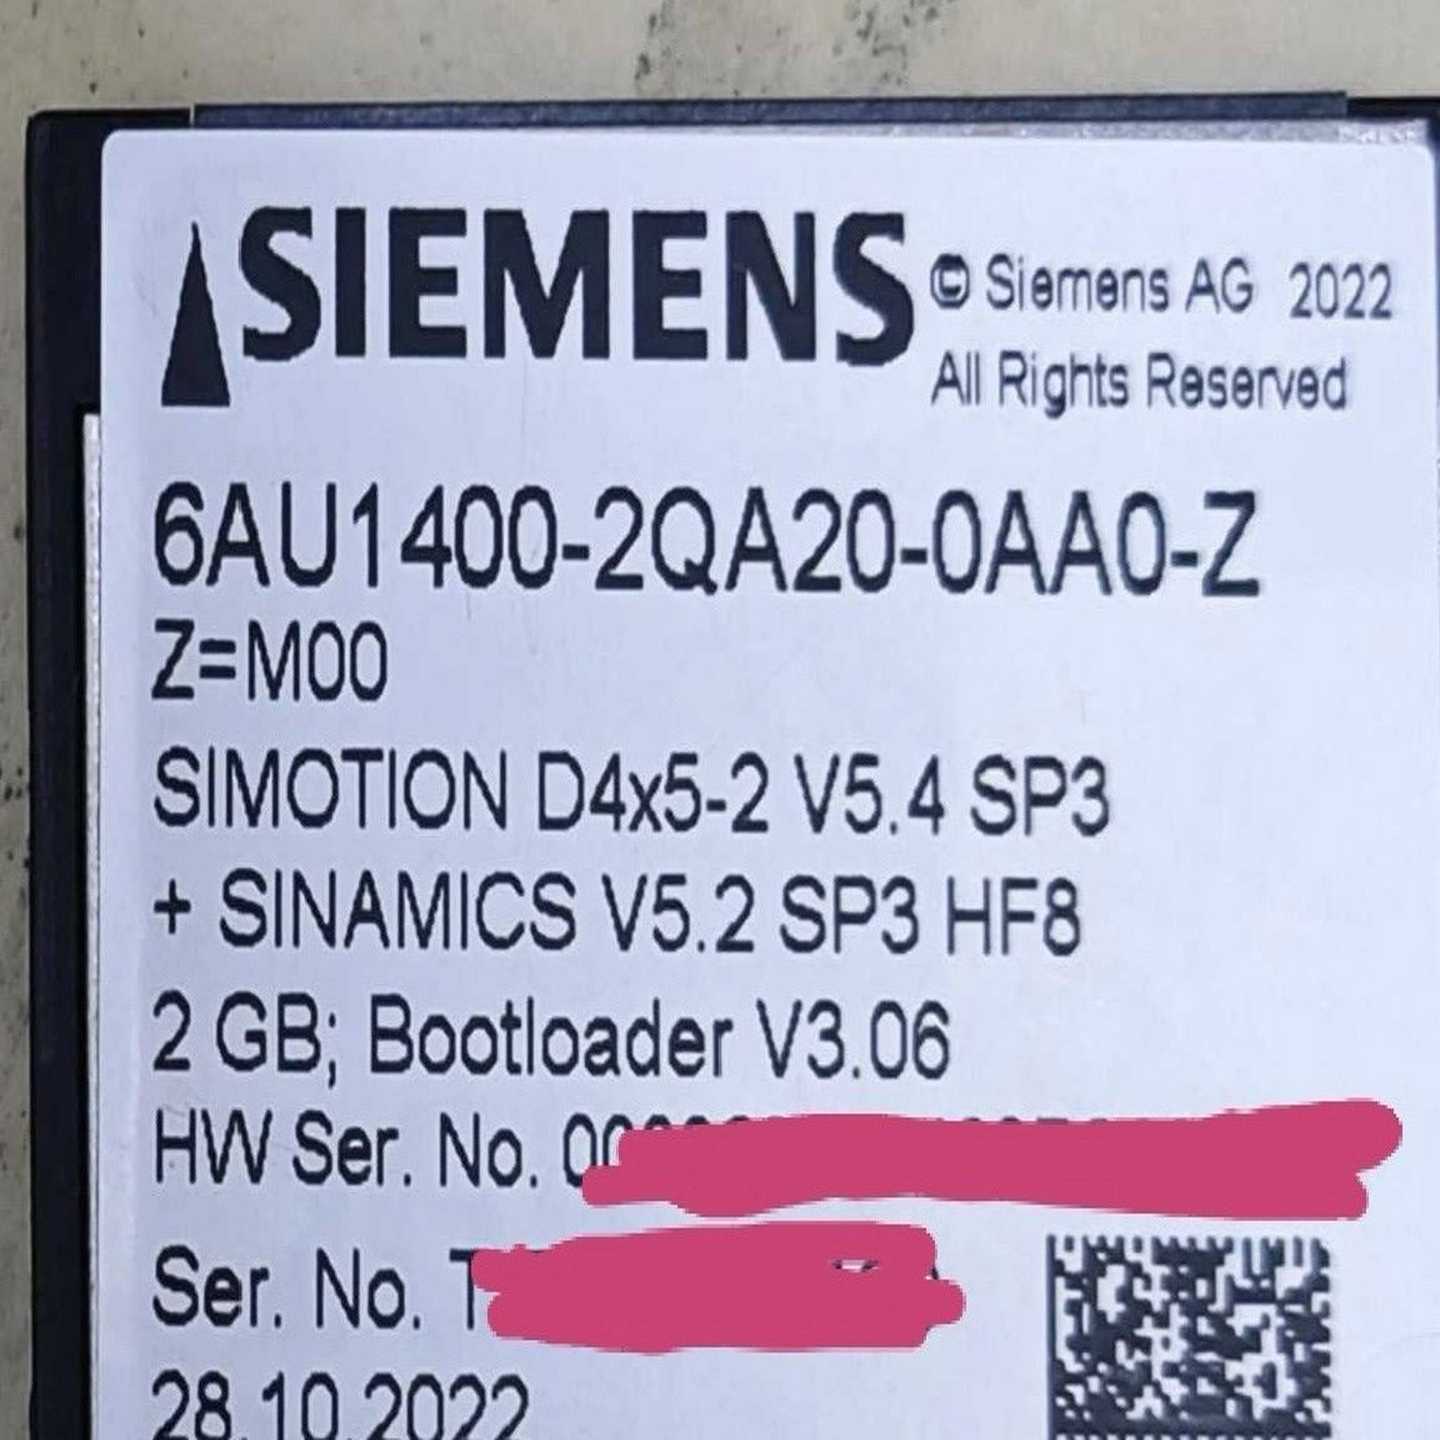 SIEMENS © Siemens AG 2022
All Rights Reserved
6AU1400-2QA20-0AA0-Z
Z=M00
SIMOTION D4x5-2 V5.4 SP3
+ SINAMICS V5.2 SP3 HF8
2 GB; Bootloader V3.06
HW Ser. No.
Ser. No.
28.10.2022